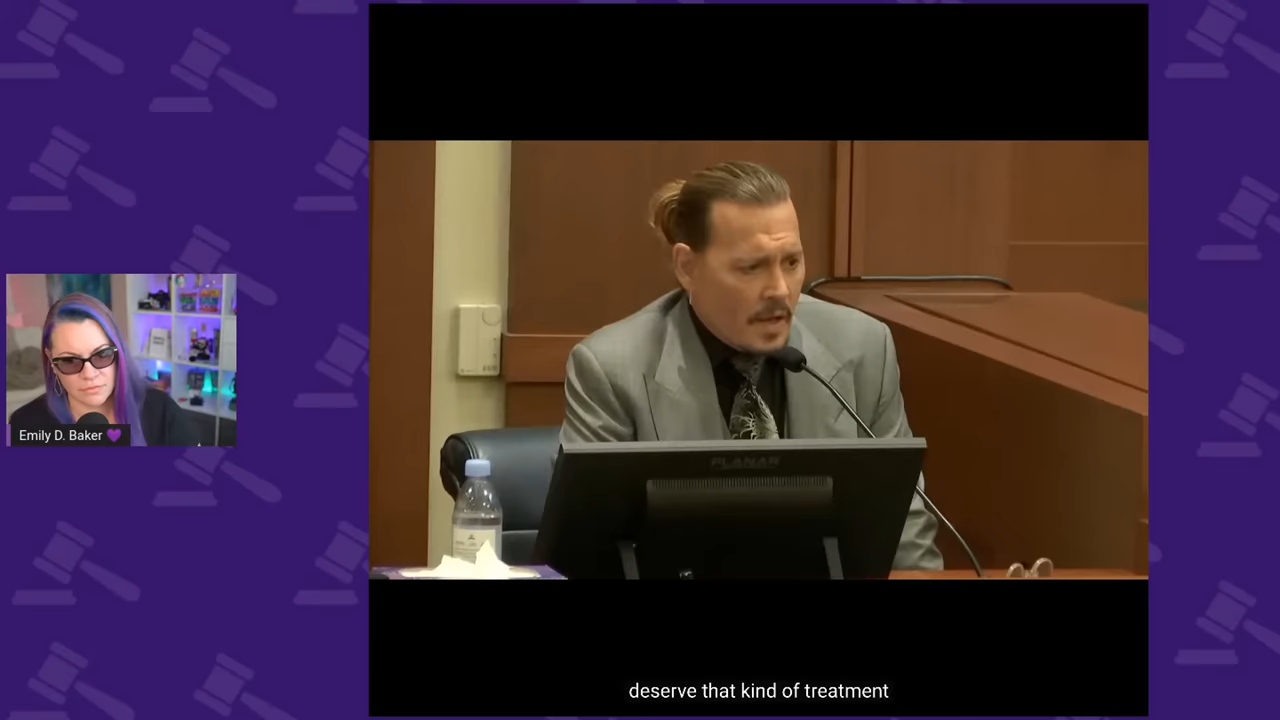 Emily D. Baker 💜
PLANAR
deserve that kind of treatment